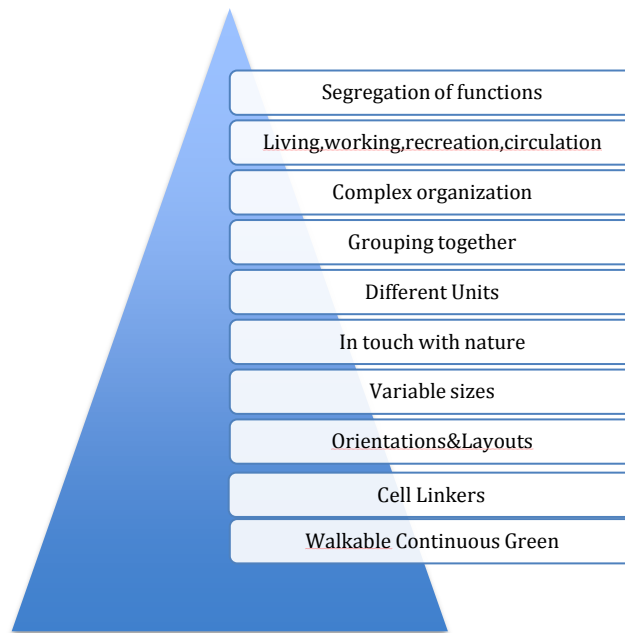 Segregation of functions
Living,working,recreation,circulation
Complex organization
Grouping together
Different Units
In touch with nature
Variable sizes
Orientations&Layouts
Cell Linkers
Walkable Continuous Green